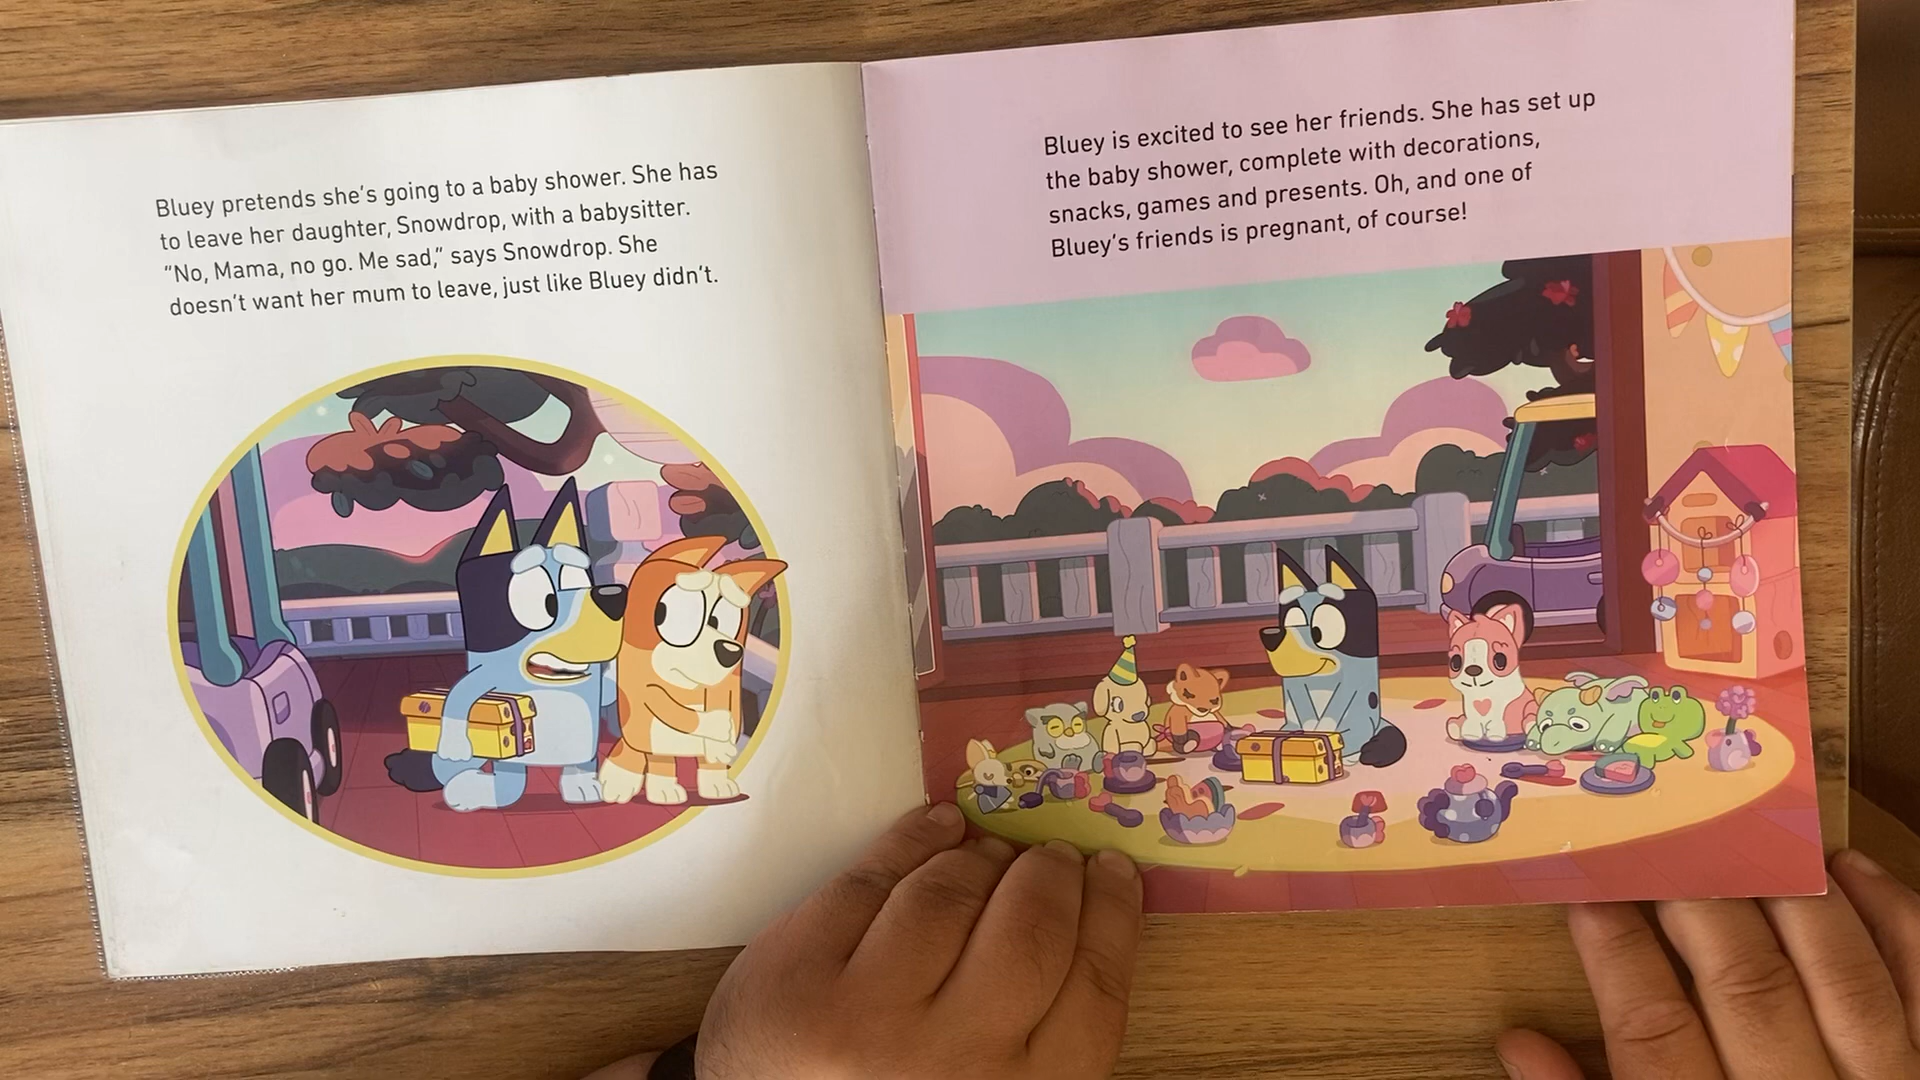 Bluey pretends she's going to a baby shower. She has
to leave her daughter, Snowdrop, with a babysitter.
"No, Mama, no go. Me sad," says Snowdrop. She
doesn't want her mum to leave, just like Bluey didn't.
Bluey is excited to see her friends. She has set up
the baby shower, complete with decorations,
snacks, games and presents. Oh, and one of
Bluey's friends is pregnant, of course!